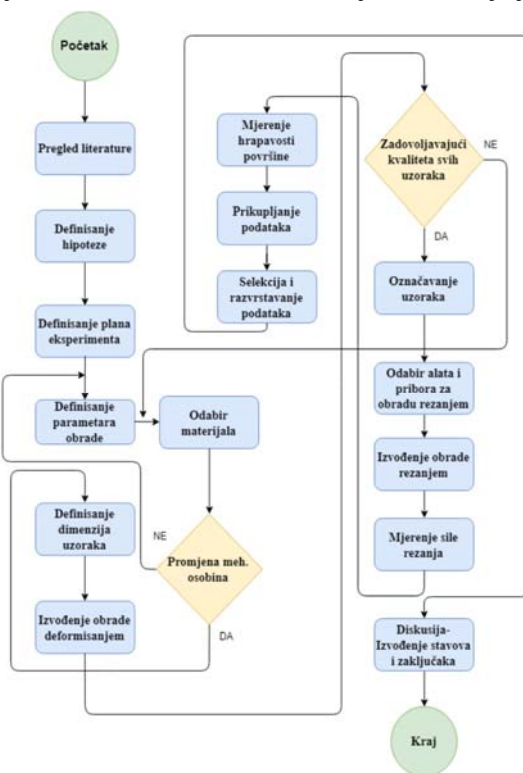 Početak
Pregled literature
Definisanje
hipoteze
Definisanje plana
eksperimenta
Definisanje
parametara
obrade
Odabir
materijala
Promjena meh.
osobina
NE
DA
Definisanje
dimenzija
uzoraka
Izvođenje obrade
deformisanjem
Zadovoljavajući
kvaliteta svih
uzoraka
NE
DA
Označavanje
uzoraka
Odabir alata i
pribora za
obradu rezanjem
Izvođenje obrade
rezanjem
Mjerenje sile
rezanja
Mjerenje
hrapavosti
površine
Prikupljanje
podataka
Selekcija i
razvrstavanje
podataka
Diskusija-
Izvođenje stavova
i zaključaka
Kraj